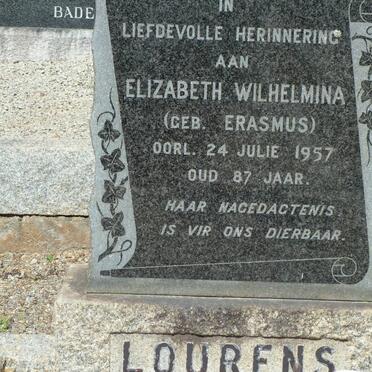 BADE
IN
LIEFDEVOLLE HERINNERING
AAN
ELIZABETH WILHELMINA
(GEB. ERASMUS)
OORL. 24 JULIE 1957
OUD 87 JAAR.
HAAR NAGEDACTENIS
IS VIR ONS DIERBAAR.
LOURENS